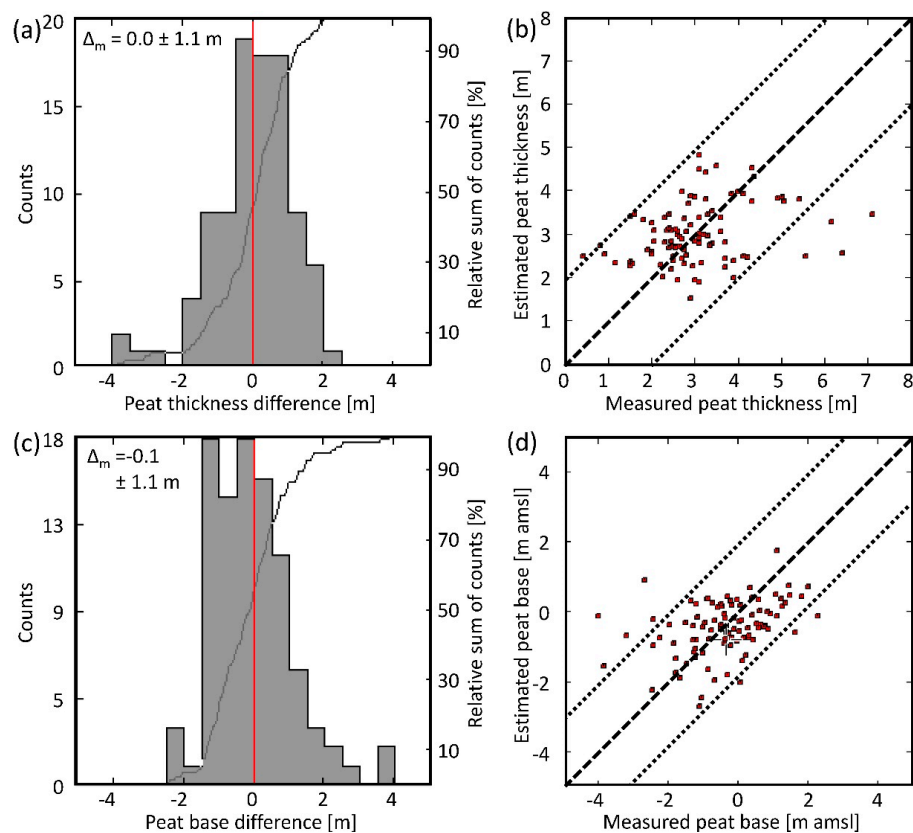 (a)
Δm = 0.0 ± 1.1 m
20
15
10
5
0
Counts
90
70
50
30
10
Relative sum of counts [%]
-4 -2 0 2 4
Peat thickness difference [m]
(b)
8
7
6
5
4
3
2
1
0
Estimated peat thickness [m]
0 1 2 3 4 5 6 7 8
Measured peat thickness [m]
(c)
Δm =-0.1
± 1.1 m
18
13
9
5
0
Counts
90
70
50
30
10
Relative sum of counts [%]
-4 -2 0 2 4
Peat base difference [m]
(d)
4
2
0
-2
-4
Estimated peat base [m amsl]
-4 -2 0 2 4
Measured peat base [m amsl]